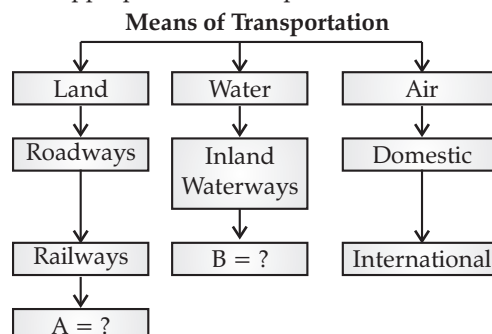 Means of Transportation
Land
Water
Air
Roadways
Inland
Waterways
Domestic
Railways
B = ?
International
A = ?